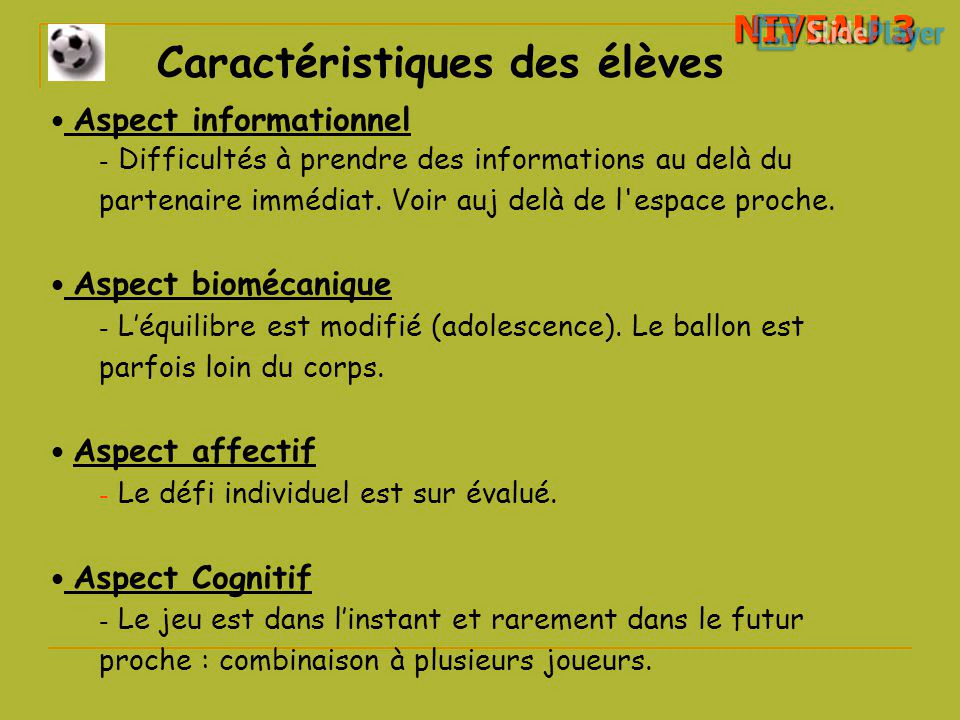 NIVEAU 3
SlidePlayer
Caractéristiques des élèves
• Aspect informationnel
- Difficultés à prendre des informations au delà du
partenaire immédiat. Voir auj delà de l'espace proche.
• Aspect biomécanique
- L’équilibre est modifié (adolescence). Le ballon est
parfois loin du corps.
• Aspect affectif
- Le défi individuel est sur évalué.
• Aspect Cognitif
- Le jeu est dans l’instant et rarement dans le futur
proche : combinaison à plusieurs joueurs.